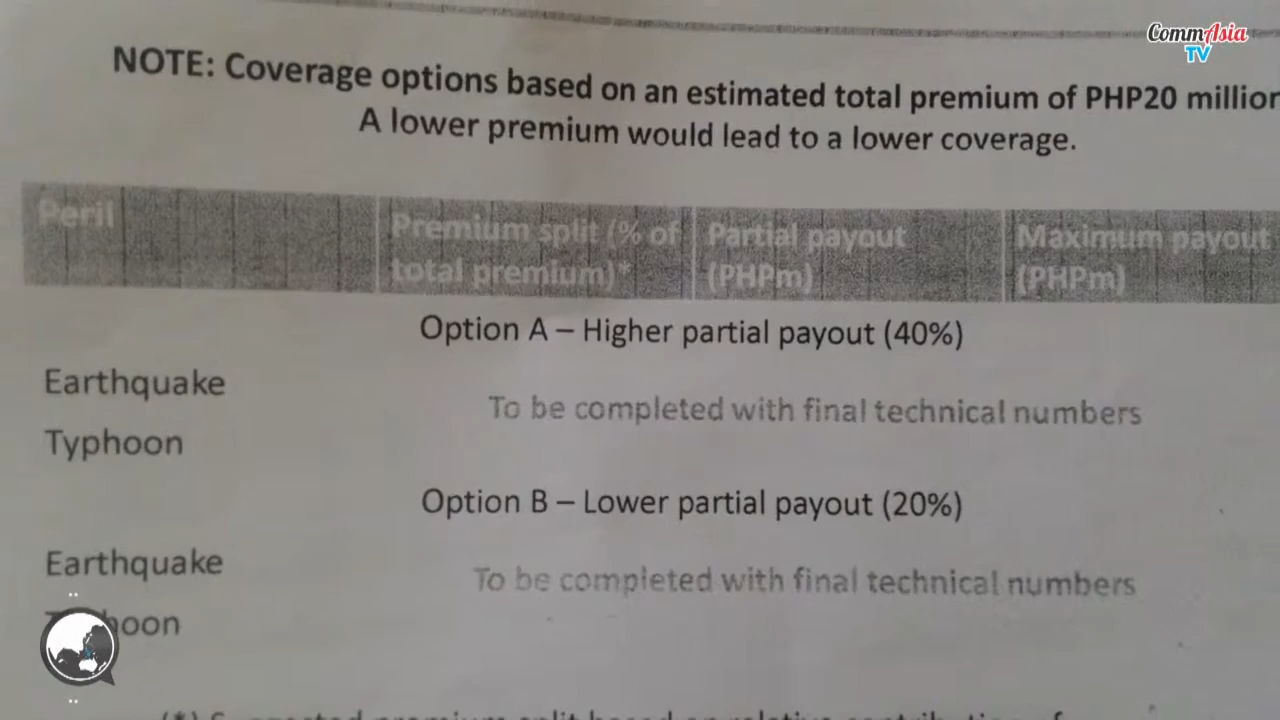 CommAsia
TV
NOTE: Coverage options based on an estimated total premium of PHP20 million
A lower premium would lead to a lower coverage.
Peril
Premium split (% of total premium)*
Partial payout (PHPm)
Maximum payout (PHPm)
Option A – Higher partial payout (40%)
Earthquake
To be completed with final technical numbers
Typhoon
Option B – Lower partial payout (20%)
Earthquake
To be completed with final technical numbers
Typhoon